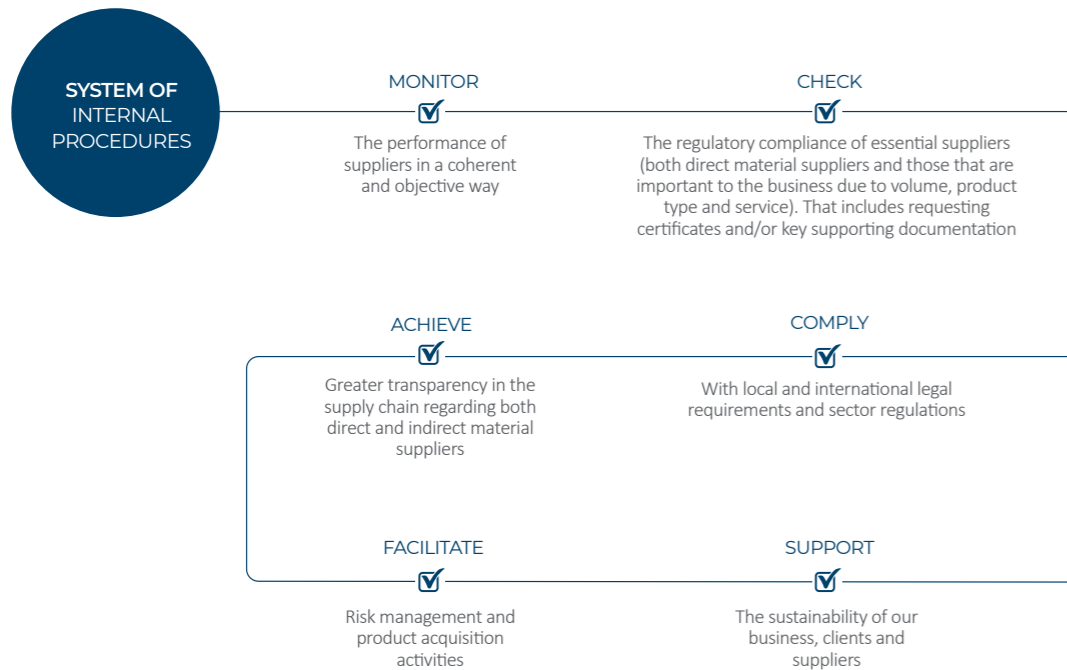 SYSTEM OF
INTERNAL
PROCEDURES
MONITOR
The performance of
suppliers in a coherent
and objective way
CHECK
The regulatory compliance of essential suppliers
(both direct material suppliers and those that are
important to the business due to volume, product
type and service). That includes requesting
certificates and/or key supporting documentation
ACHIEVE
Greater transparency in the
supply chain regarding both
direct and indirect material
suppliers
COMPLY
With local and international legal
requirements and sector regulations
FACILITATE
Risk management and
product acquisition
activities
SUPPORT
The sustainability of our
business, clients and
suppliers